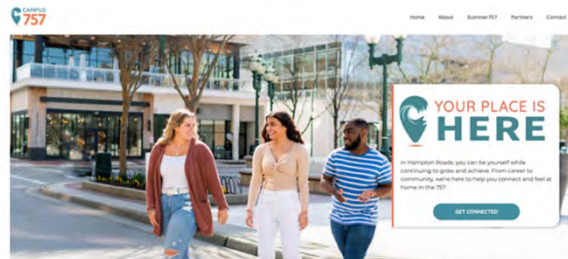 CAMPUS
757
Home About Summer757 Partners Connect
YOUR PLACE IS
HERE
In Hampton Roads, you can be yourself while
continuing to grow and achieve. From career to
community, we're here to help you connect and feel at
home in the 757.
GET CONNECTED